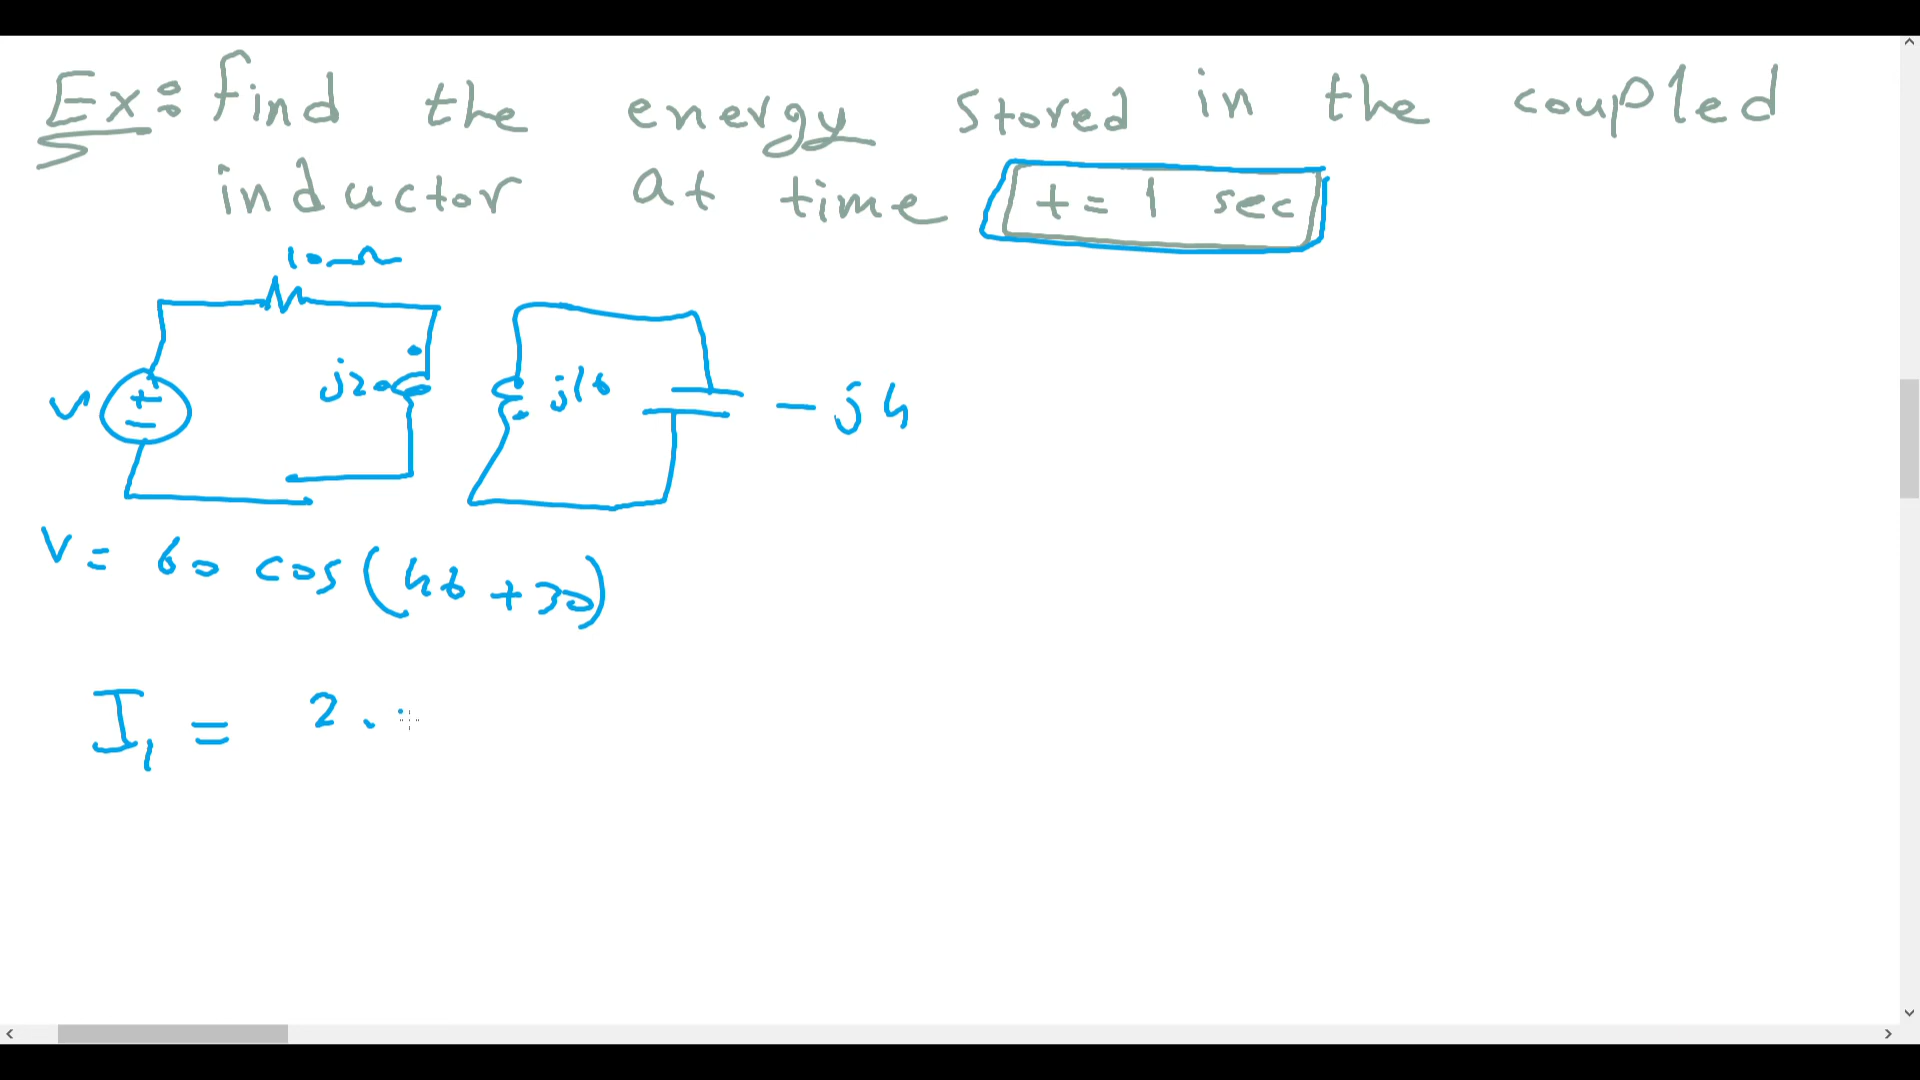 Ex: find the energy stored in the coupled
inductor at time t = 1 sec
10Ω
j20
j16
V
+
-
- j4
V = 60 cos(4t + 30)
I1 = 2.